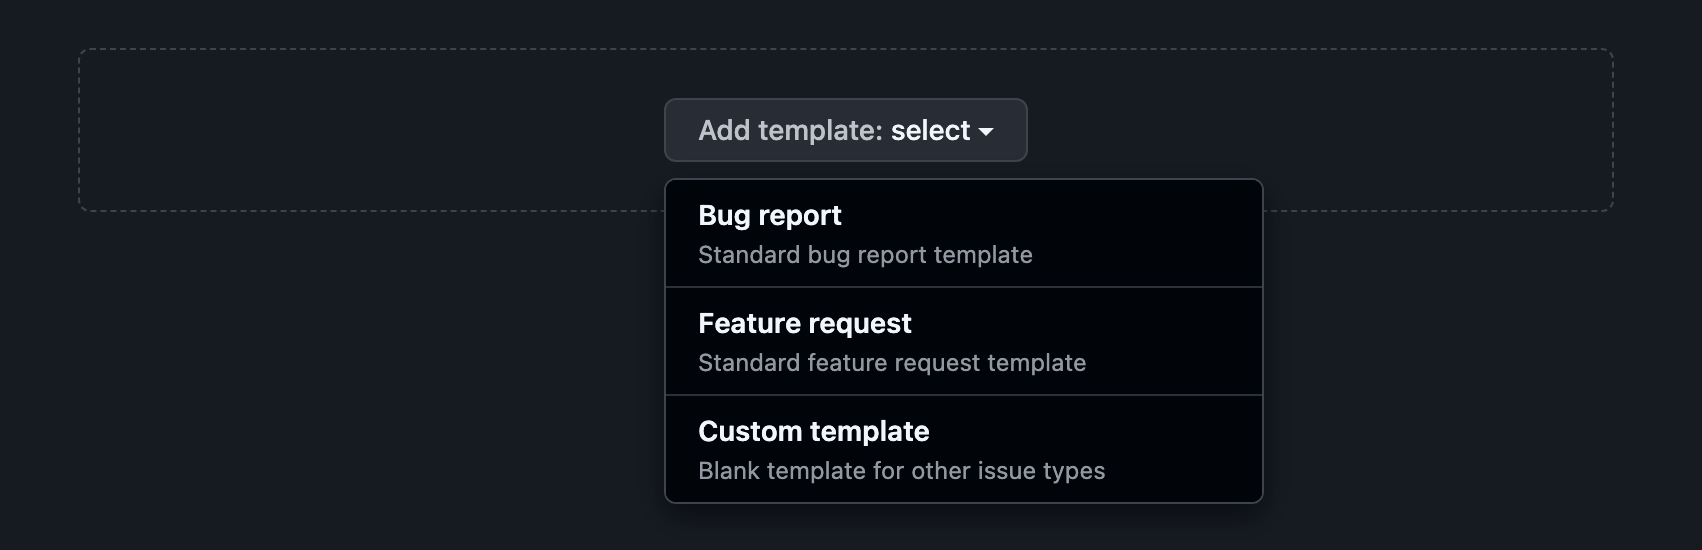 Add template: select
Bug report
Standard bug report template
Feature request
Standard feature request template
Custom template
Blank template for other issue types